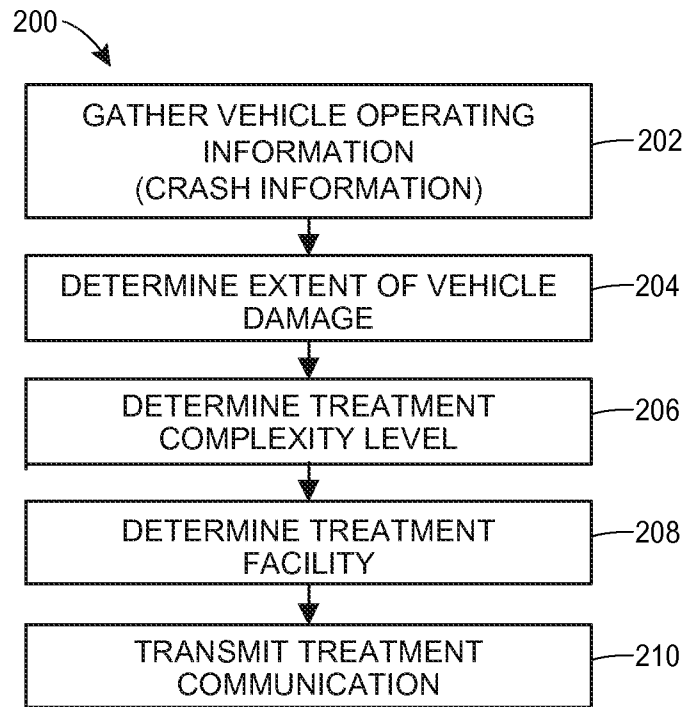 200
GATHER VEHICLE OPERATING
INFORMATION
(CRASH INFORMATION)
202
DETERMINE EXTENT OF VEHICLE
DAMAGE
204
DETERMINE TREATMENT
COMPLEXITY LEVEL
206
DETERMINE TREATMENT
FACILITY
208
TRANSMIT TREATMENT
COMMUNICATION
210